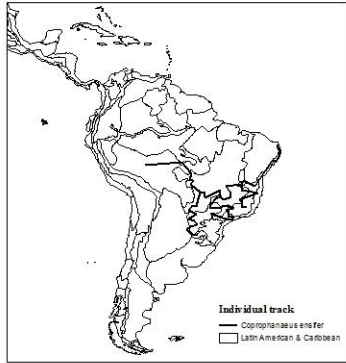 Individual track
Coprophanaeus ensifer
Latin American & Caribbean